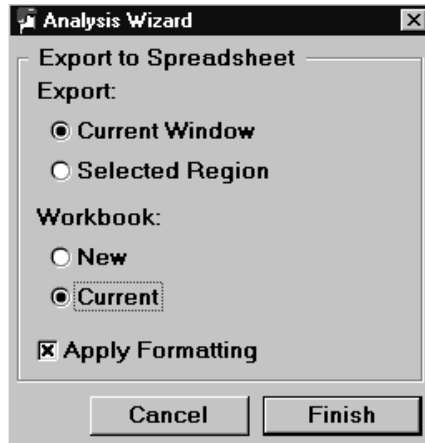 Analysis Wizard
Export to Spreadsheet
Export:
Current Window
Selected Region
Workbook:
New
Current
Apply Formatting
Cancel Finish